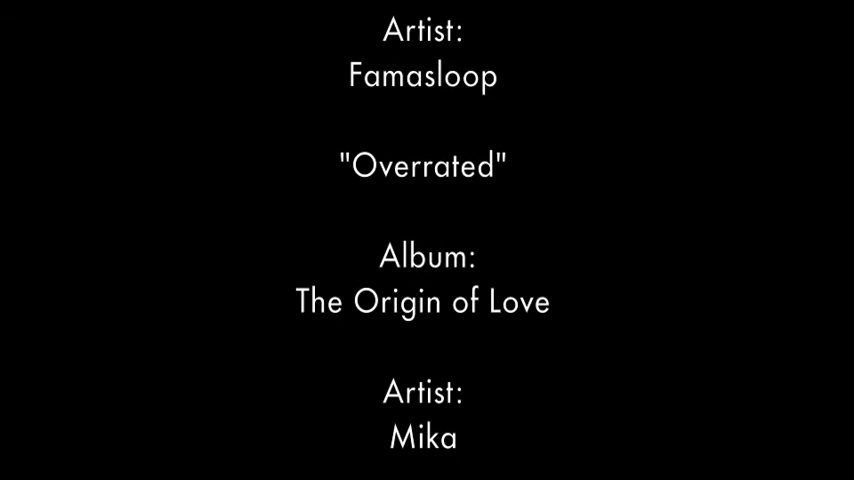 Artist:
Famasloop
"Overrated"
Album:
The Origin of Love
Artist:
Mika